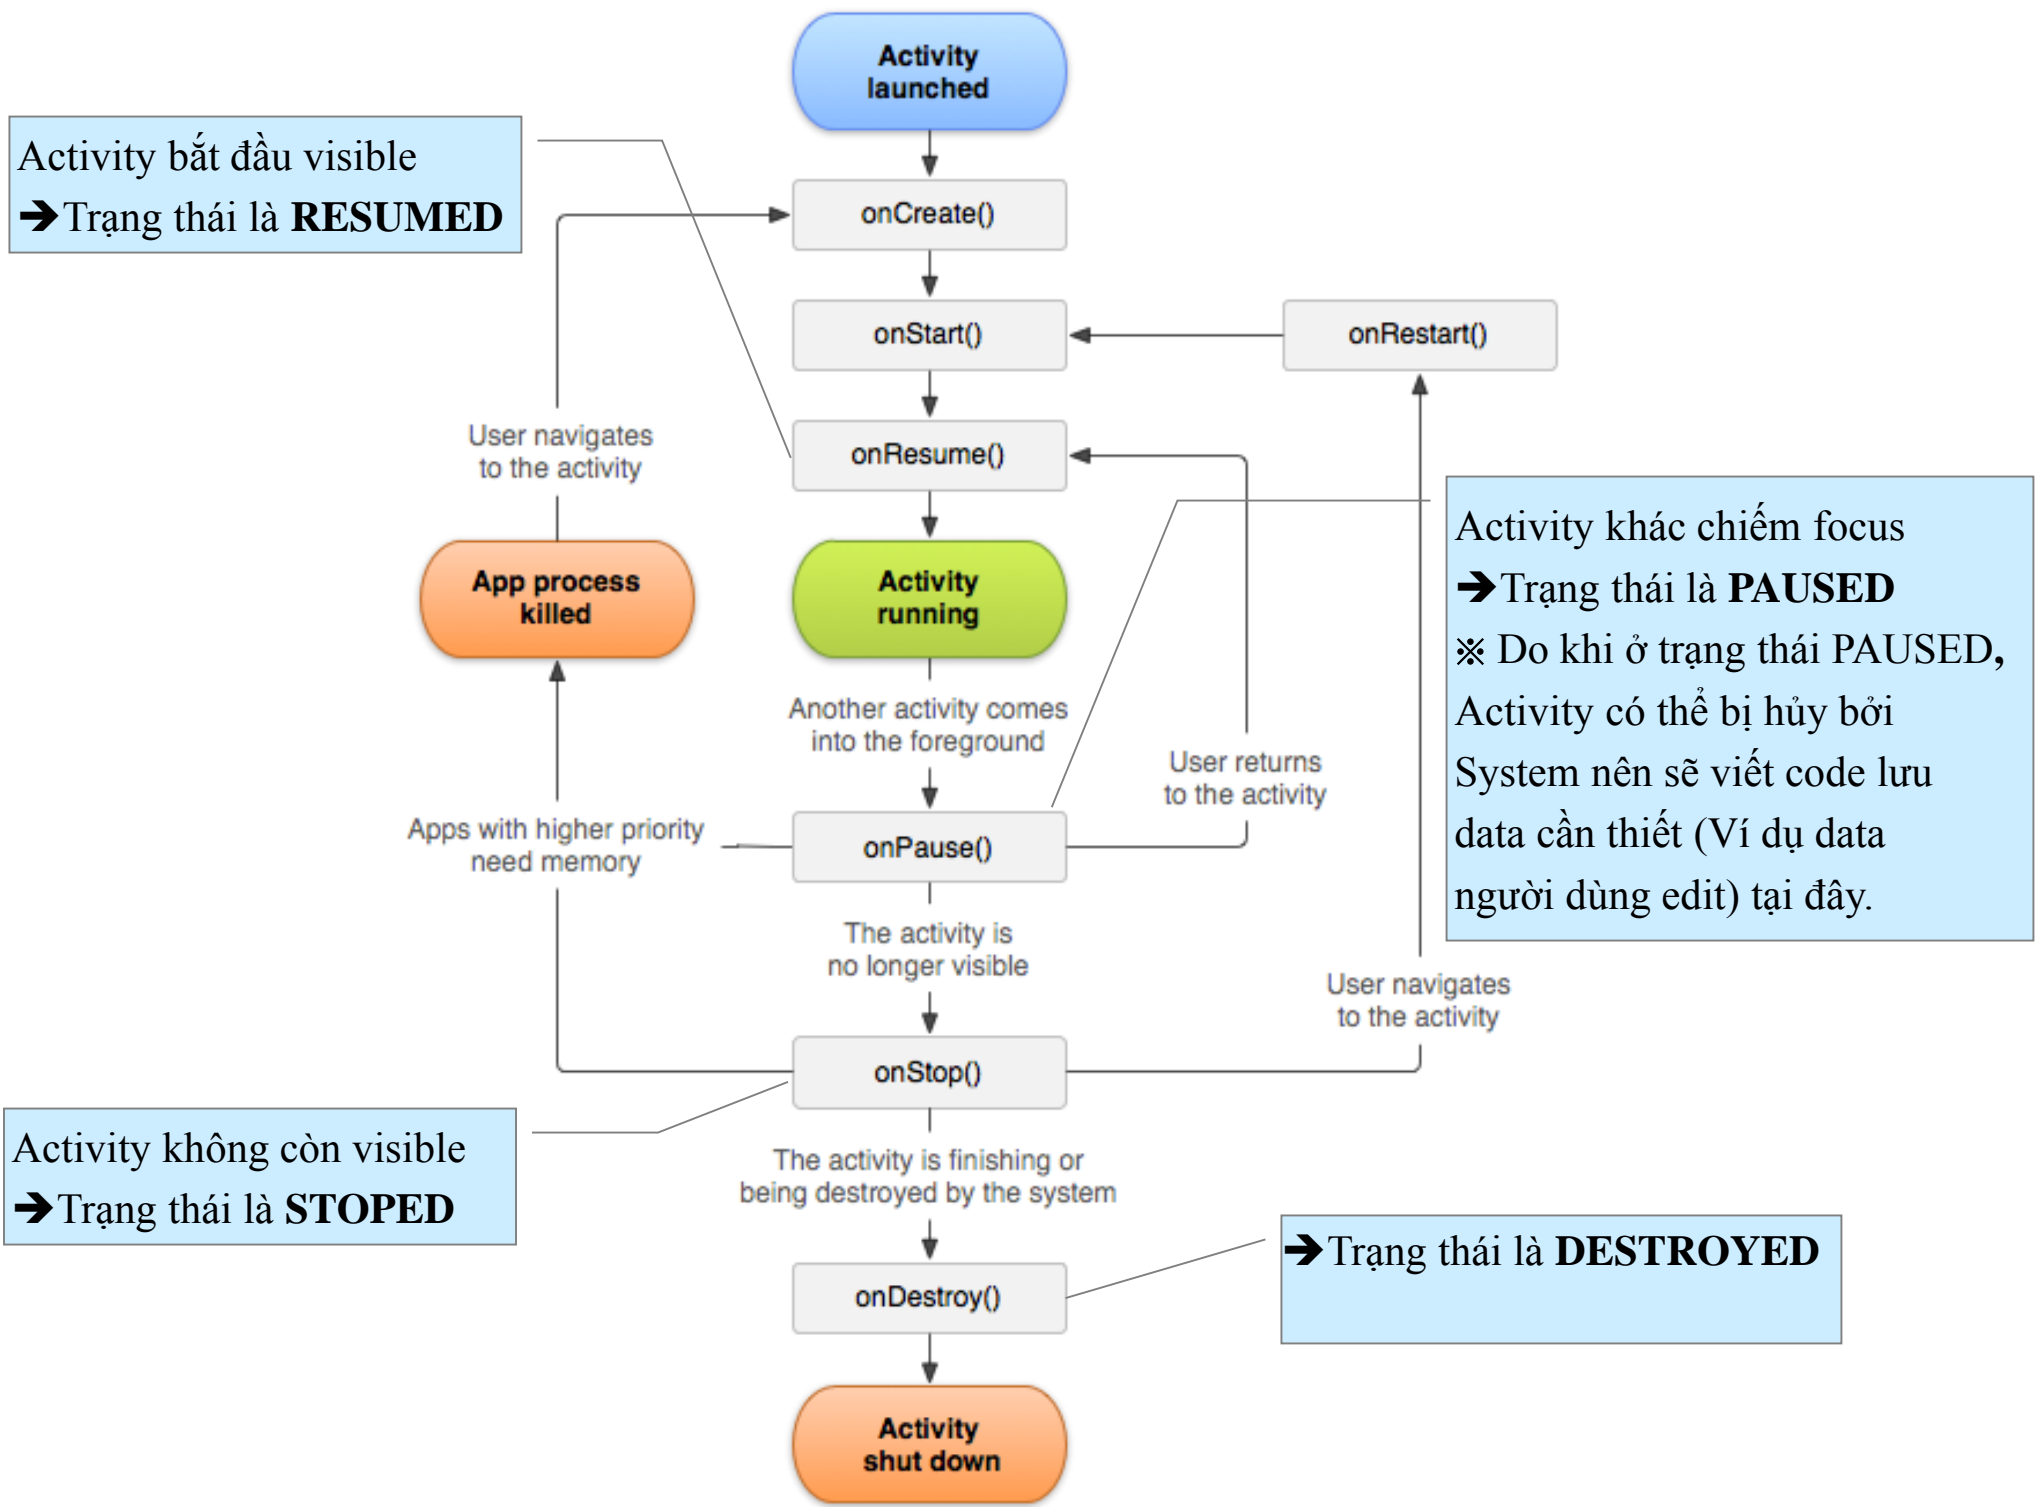 Activity
launched
Activity bắt đầu visible
➔Trạng thái là RESUMED
onCreate()
onStart()
onRestart()
User navigates
to the activity
onResume()
App process
killed
Activity
running
Activity khác chiếm focus
➔Trạng thái là PAUSED
※ Do khi ở trạng thái PAUSED,
Activity có thể bị hủy bởi
System nên sẽ viết code lưu
data cần thiết (Ví dụ data
người dùng edit) tại đây.
Another activity comes
into the foreground
User returns
to the activity
Apps with higher priority
need memory
onPause()
The activity is
no longer visible
User navigates
to the activity
onStop()
Activity không còn visible
➔Trạng thái là STOPED
The activity is finishing or
being destroyed by the system
➔Trạng thái là DESTROYED
onDestroy()
Activity
shut down